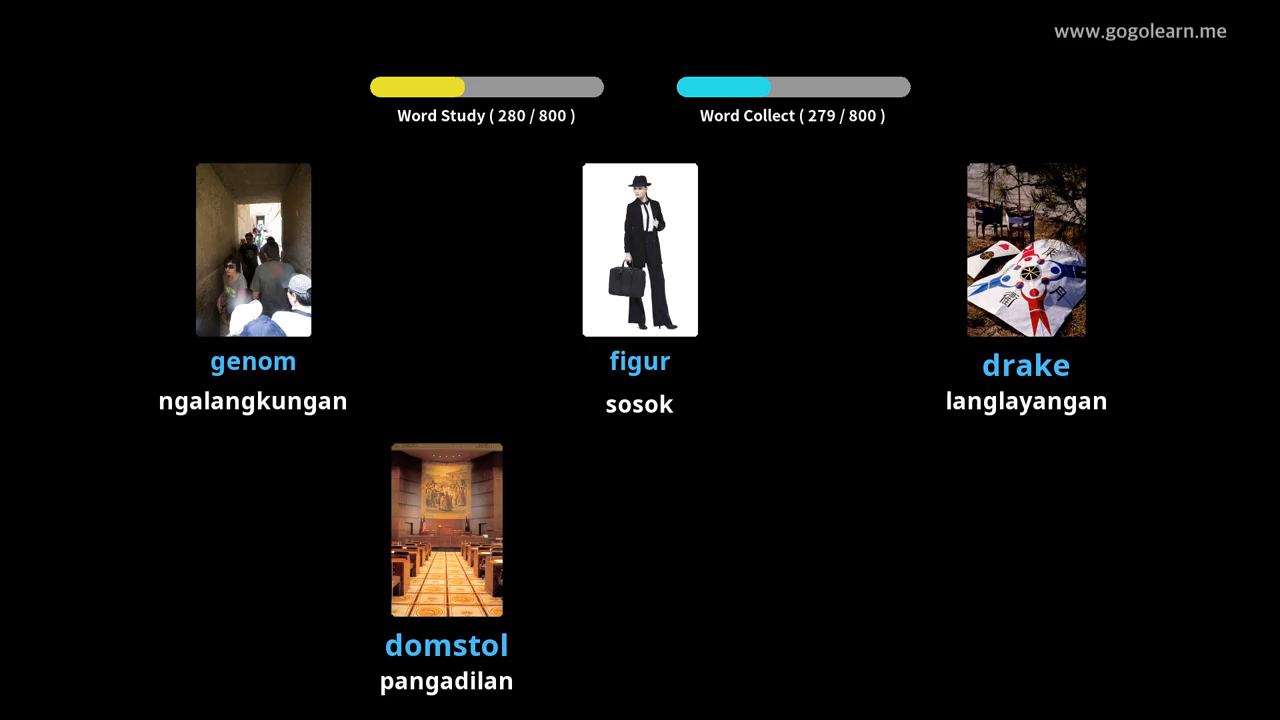 www.gogolearn.me
Word Study ( 280 / 800 )
Word Collect ( 279 / 800 )
genom
ngalangkungan
figur
sosok
drake
langlayangan
domstol
pangadilan